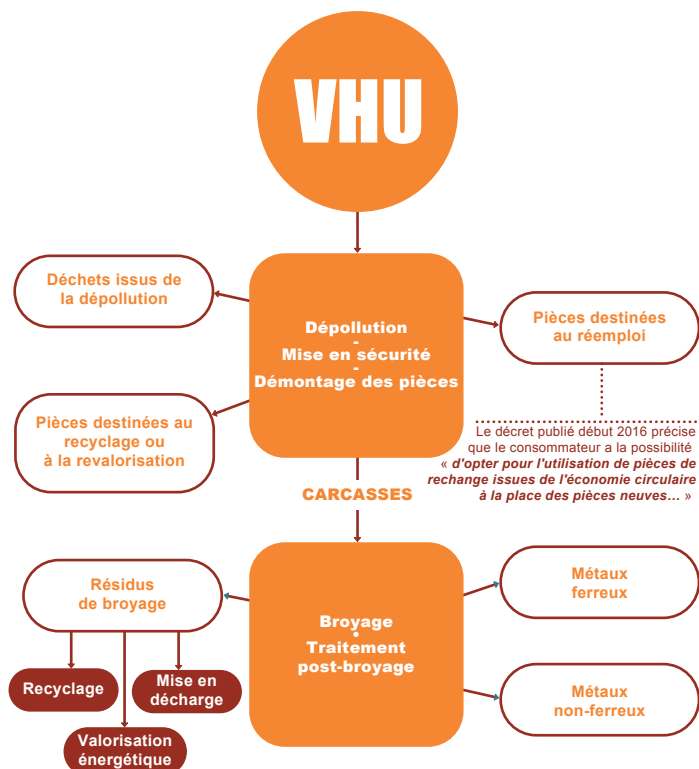 VHU
Déchets issus de
la dépollution
Dépollution
-
Mise en sécurité
-
Démontage des pièces
Pièces destinées
au réemploi
Pièces destinées au
recyclage ou
à la revalorisation
Le décret publié début 2016 précise
que le consommateur a la possibilité
« d'opter pour l'utilisation de pièces de
rechange issues de l'économie circulaire
à la place des pièces neuves... »
CARCASSES
Résidus
de broyage
Broyage
•
Traitement
post-broyage
Métaux
ferreux
Métaux
non-ferreux
Recyclage
Mise en
décharge
Valorisation
énergétique